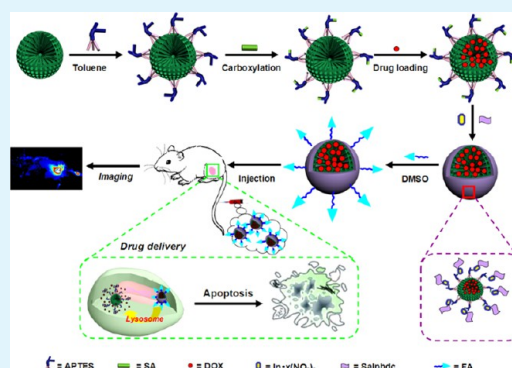 Toluene
Carboxylation
Drug loading
DMSO
Injection
Imaging
Drug delivery
Lysosome
Apoptosis
= APTES = SA = DOX = Salphdc = FA